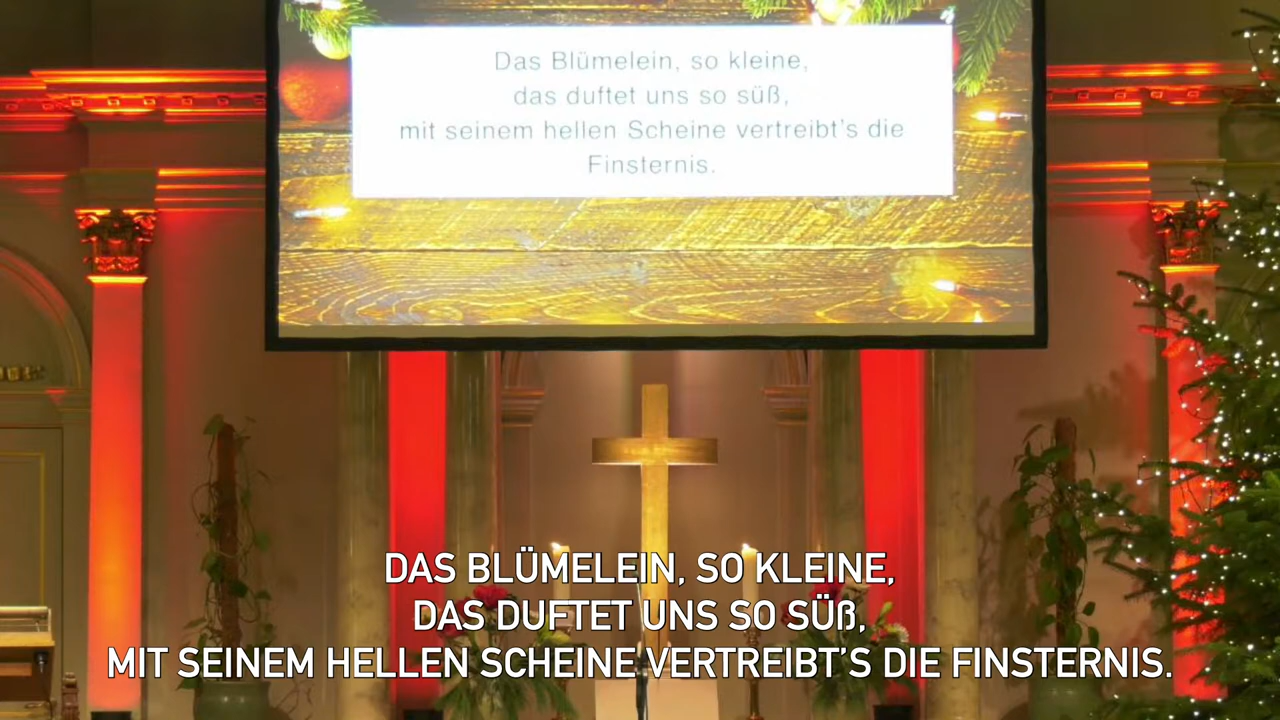 Das Blümelein, so kleine,
das duftet uns so süß,
mit seinem hellen Scheine vertreibt's die
Finsternis.
DAS BLÜMELEIN, SO KLEINE,
DAS DUFTET UNS SO SÜß,
MIT SEINEM HELLEN SCHEINE VERTREIBT'S DIE FINSTERNIS.